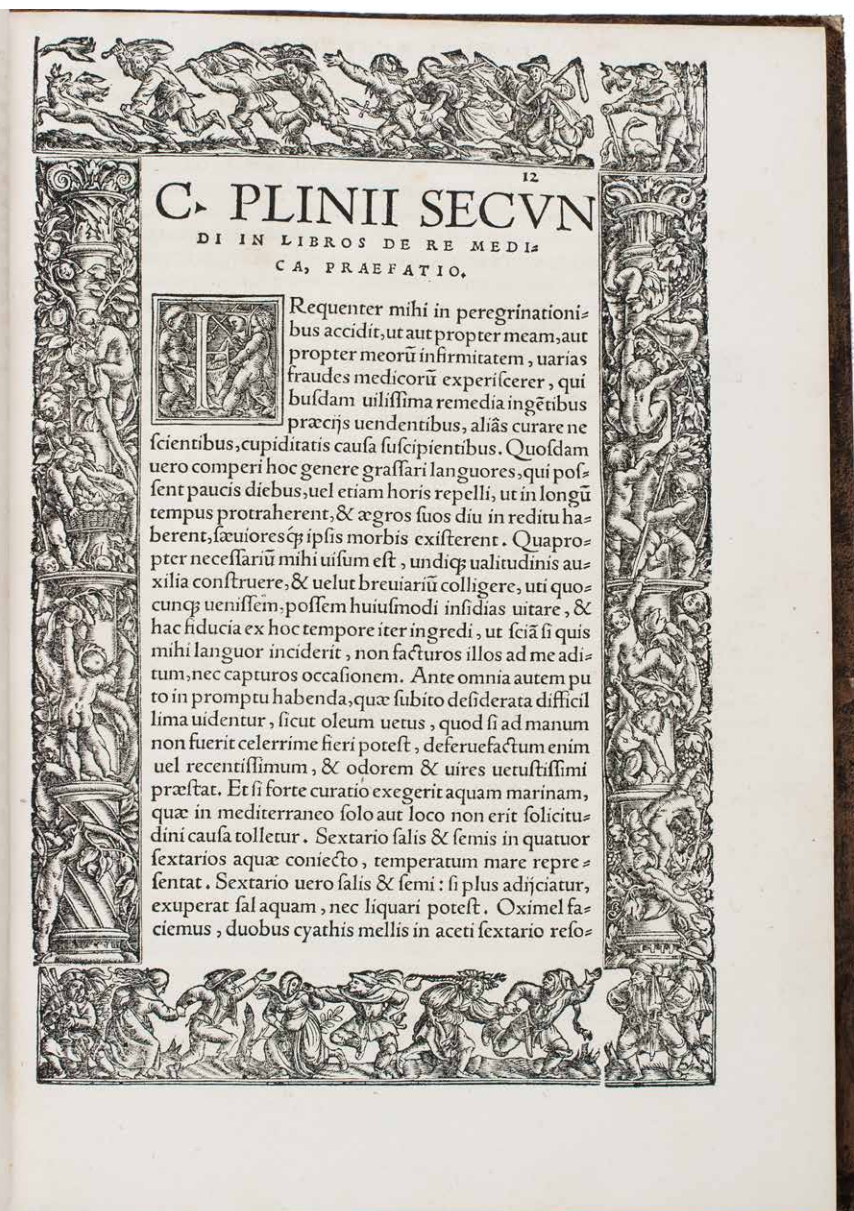 12
C. PLINII SECVN
DI IN LIBROS DE RE MEDI⸗
CA, PRAEFATIO.
FRequenter mihi in peregrinationi⸗
bus accidit, ut aut propter meam, aut
propter meorū infirmitatem, uarias
fraudes medicorū experiſcerer, qui
buſdam uiliſſima remedia ingētibus
præcijs uendentibus, aliâs curare ne
ſcientibus, cupiditatis cauſa ſuſcipientibus. Quoſdam
uero comperi hoc genere graſſari languores, qui poſ⸗
ſent paucis diebus, uel etiam horis repelli, ut in longū
tempus protraherent, & ægros ſuos diu in reditu ha⸗
berent, ſæuioresq; ipſis morbis exiſterent. Quapro⸗
pter neceſſariū mihi uiſum eſt, undiq; ualitudinis au⸗
xilia conſtruere, & uelut breuiariū colligere, uti quo⸗
cunq; ueniſſem, poſſem huiuſmodi inſidias uitare, &
hac fiducia ex hoc tempore iter ingredi, ut ſciā ſi quis
mihi languor inciderit, non facturos illos ad me adi⸗
tum, nec capturos occaſionem. Ante omnia autem pu
to in promptu habenda, quæ ſubito deſiderata difficil
lima uidentur, ſicut oleum uetus, quod ſi ad manum
non fuerit celerrime fieri poteſt, deferuefactum enim
uel recentiſſimum, & odorem & uires uetuſtiſſimi
præſtat. Et ſi forte curatio exegerit aquam marinam,
quæ in mediterraneo ſolo aut loco non erit ſolicitu⸗
dini cauſa tolletur. Sextario ſalis & ſemis in quatuor
ſextarios aquæ coniecto, temperatum mare repre⸗
ſentat. Sextario uero ſalis & ſemi: ſi plus adijciatur,
exuperat ſal aquam, nec liquari poteſt. Oximel fa⸗
ciemus, duobus cyathis mellis in aceti ſextario reſo⸗